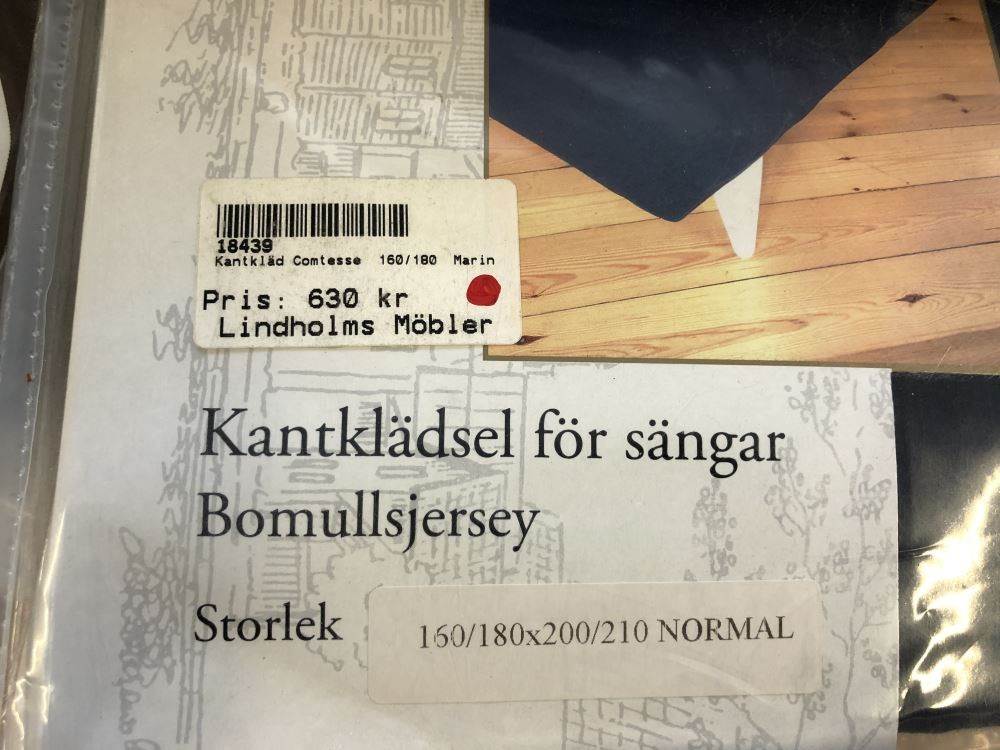 18439
Kantkläd Comtesse 160/180 Marin
Pris: 630 kr
Lindholms Möbler
Kantklädsel för sängar
Bomullsjersey
Storlek
160/180x200/210 NORMAL